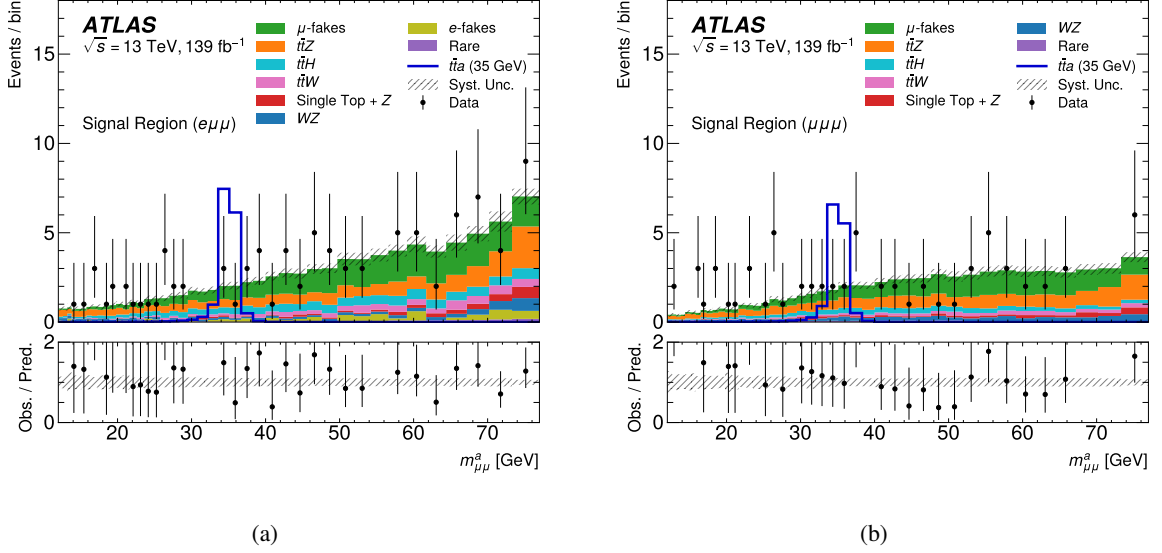 Events / bin
15
10
5
0
ATLAS
√s = 13 TeV, 139 fb⁻¹
Signal Region (eμμ)
μ-fakes
tt̄Z
tt̄H
tt̄W
Single Top + Z
WZ
e-fakes
Rare
tt̄a (35 GeV)
Syst. Unc.
Data
Obs. / Pred.
2
1
0
20 30 40 50 60 70
m^a_μμ [GeV]
(a)
Events / bin
15
10
5
0
ATLAS
√s = 13 TeV, 139 fb⁻¹
Signal Region (μμμ)
μ-fakes
tt̄Z
tt̄H
tt̄W
Single Top + Z
WZ
Rare
tt̄a (35 GeV)
Syst. Unc.
Data
Obs. / Pred.
2
1
0
20 30 40 50 60 70
m^a_μμ [GeV]
(b)